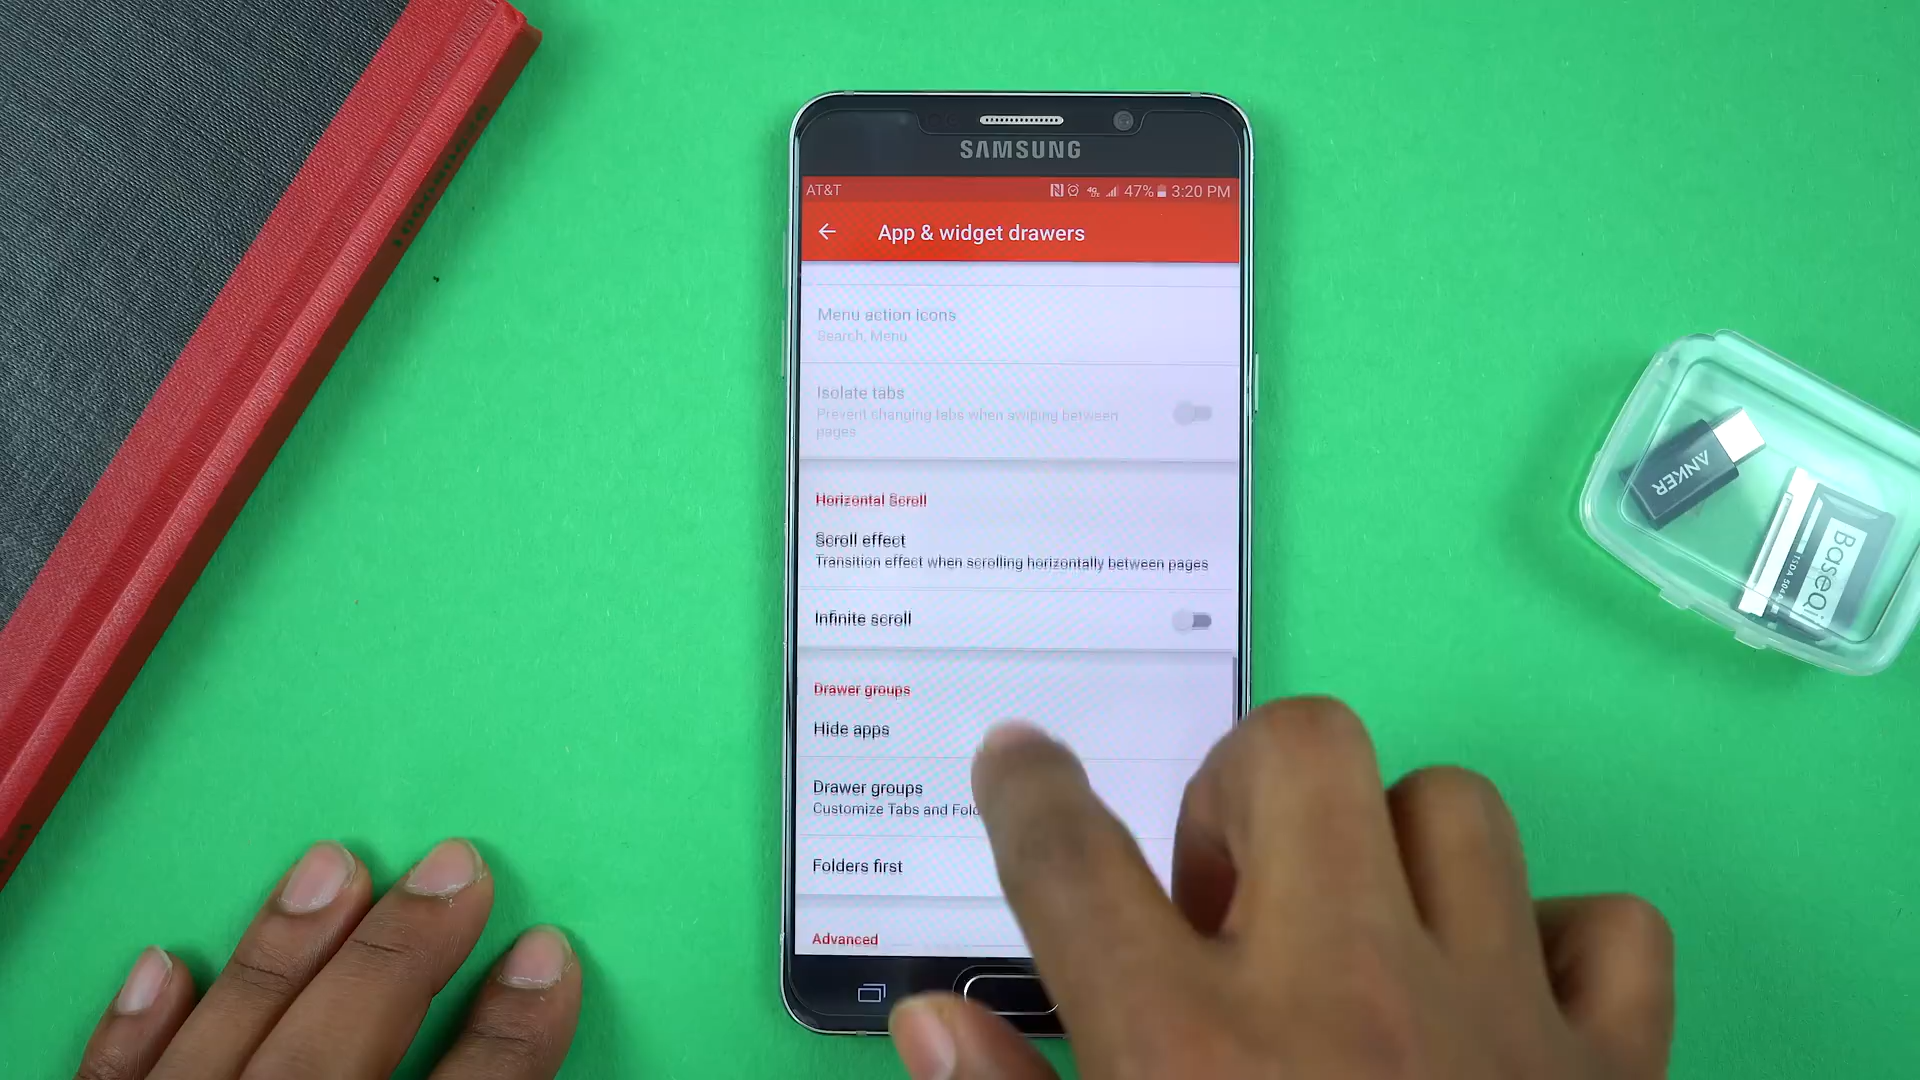 SAMSUNG
AT&T 47% 3:20 PM
App & widget drawers
Menu action icons
Search, Menu
Isolate tabs
Prevent changing tabs when swiping between
pages
Horizontal Scroll
Scroll effect
Transition effect when scrolling horizontally between pages
Infinite scroll
Drawer groups
Hide apps
Drawer groups
Customize Tabs and Fold
Folders first
Advanced
ANKER
BaseQi